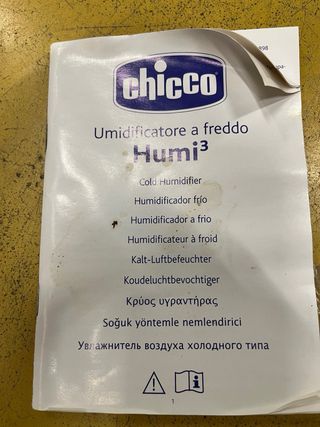 chicco
Umidificatore a freddo
Humi³
Cold Humidifier
Humidificador frío
Humidificador a frio
Humidificateur à froid
Kalt-Luftbefeuchter
Koudeluchtbevochtiger
Κρύος υγραντήρας
Soğuk yöntemle nemlendirici
Увлажнитель воздуха холодного типа
1